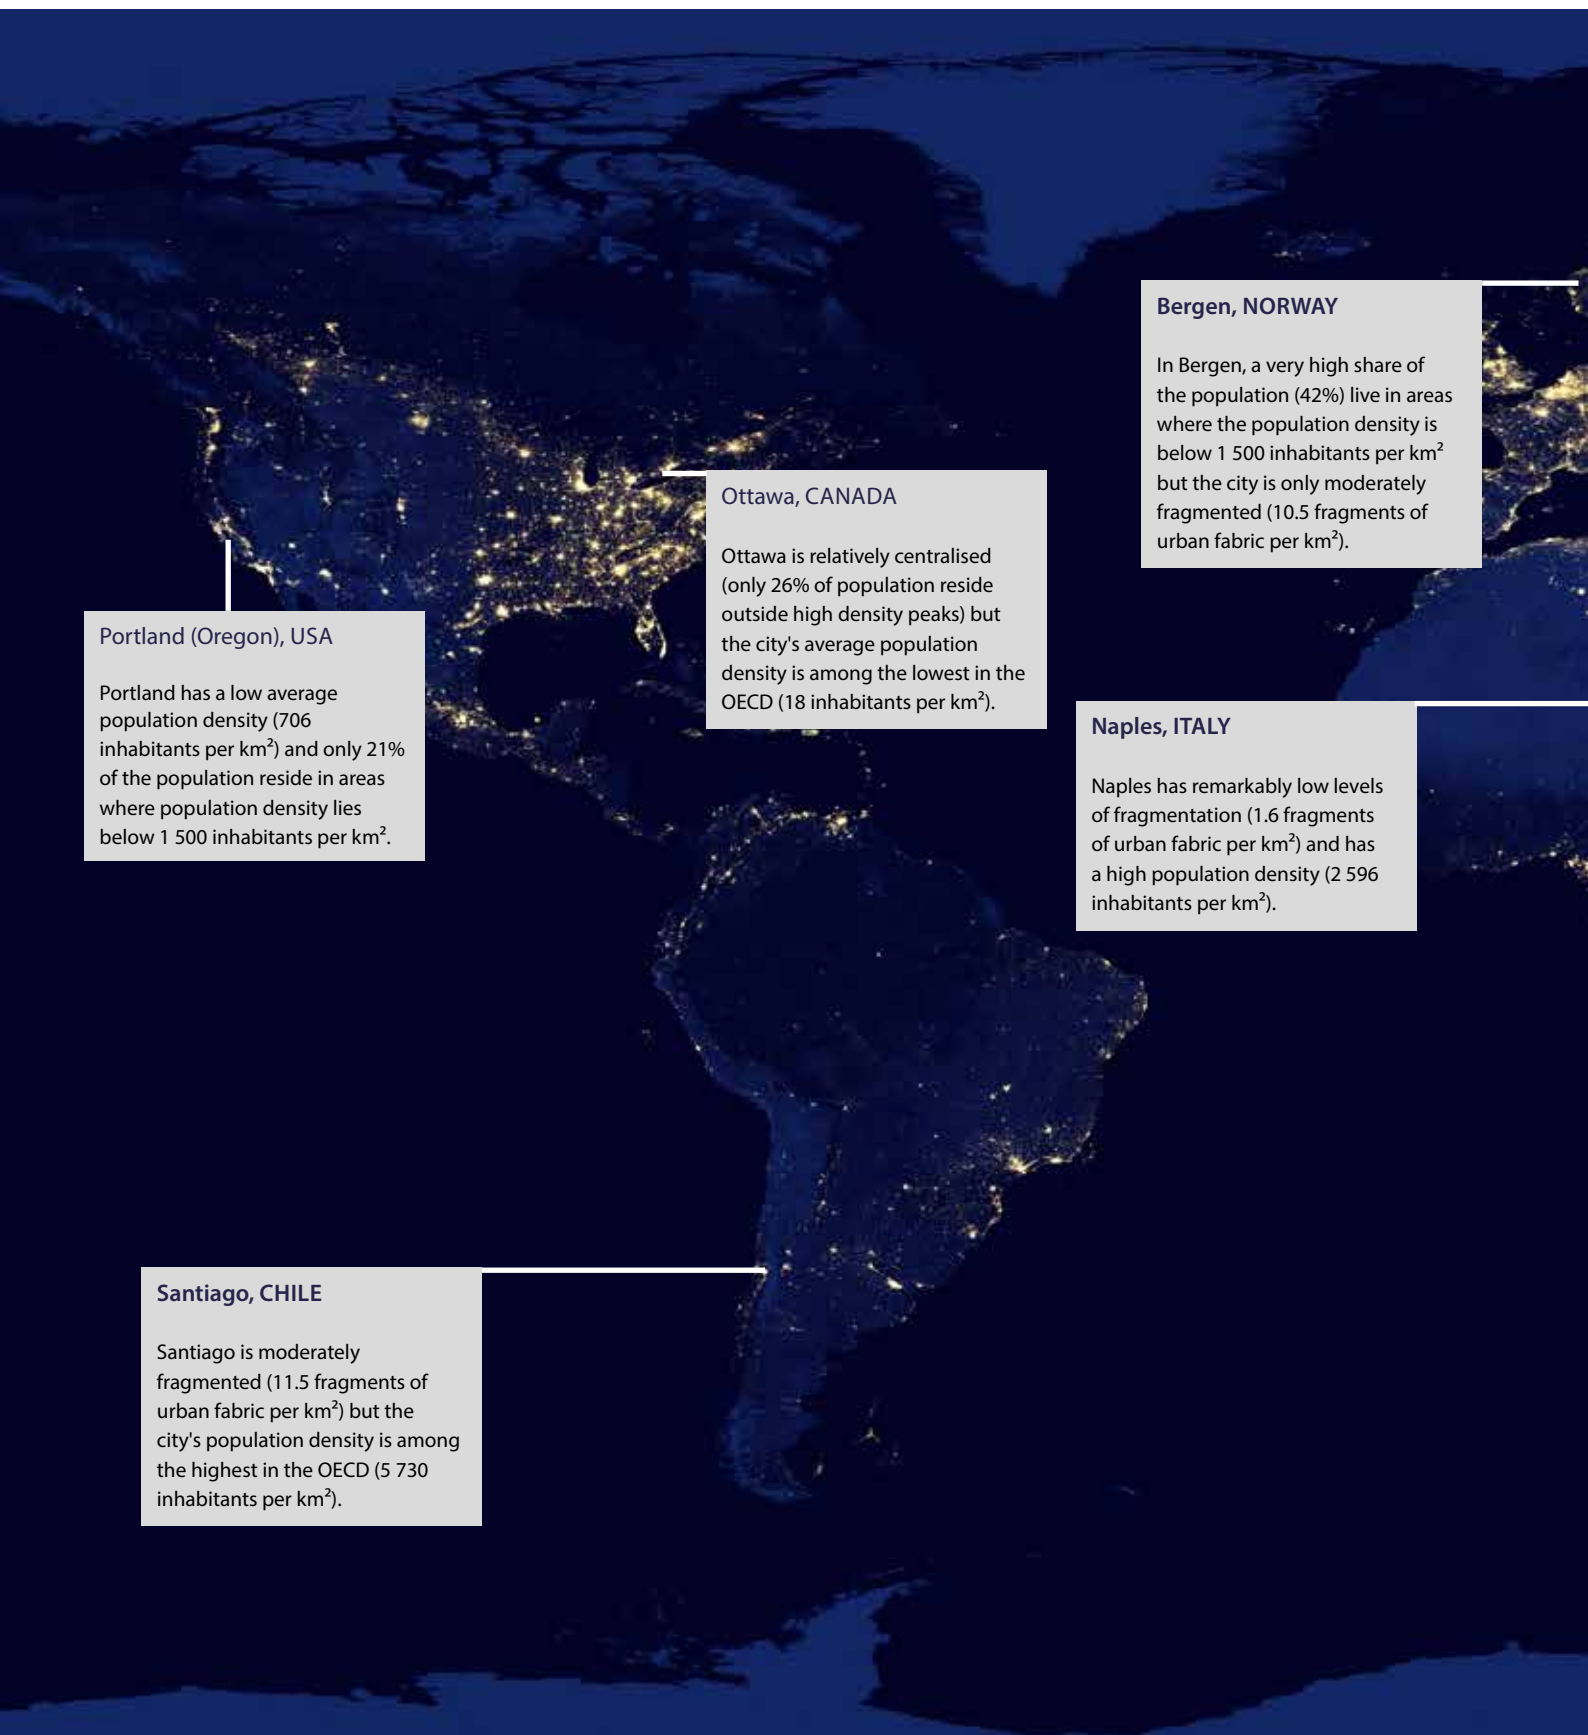 Bergen, NORWAY
In Bergen, a very high share of
the population (42%) live in areas
where the population density is
below 1 500 inhabitants per km²
but the city is only moderately
fragmented (10.5 fragments of
urban fabric per km²).
Ottawa, CANADA
Ottawa is relatively centralised
(only 26% of population reside
outside high density peaks) but
the city's average population
density is among the lowest in the
OECD (18 inhabitants per km²).
Portland (Oregon), USA
Portland has a low average
population density (706
inhabitants per km²) and only 21%
of the population reside in areas
where population density lies
below 1 500 inhabitants per km².
Naples, ITALY
Naples has remarkably low levels
of fragmentation (1.6 fragments
of urban fabric per km²) and has
a high population density (2 596
inhabitants per km²).
Santiago, CHILE
Santiago is moderately
fragmented (11.5 fragments of
urban fabric per km²) but the
city's population density is among
the highest in the OECD (5 730
inhabitants per km²).